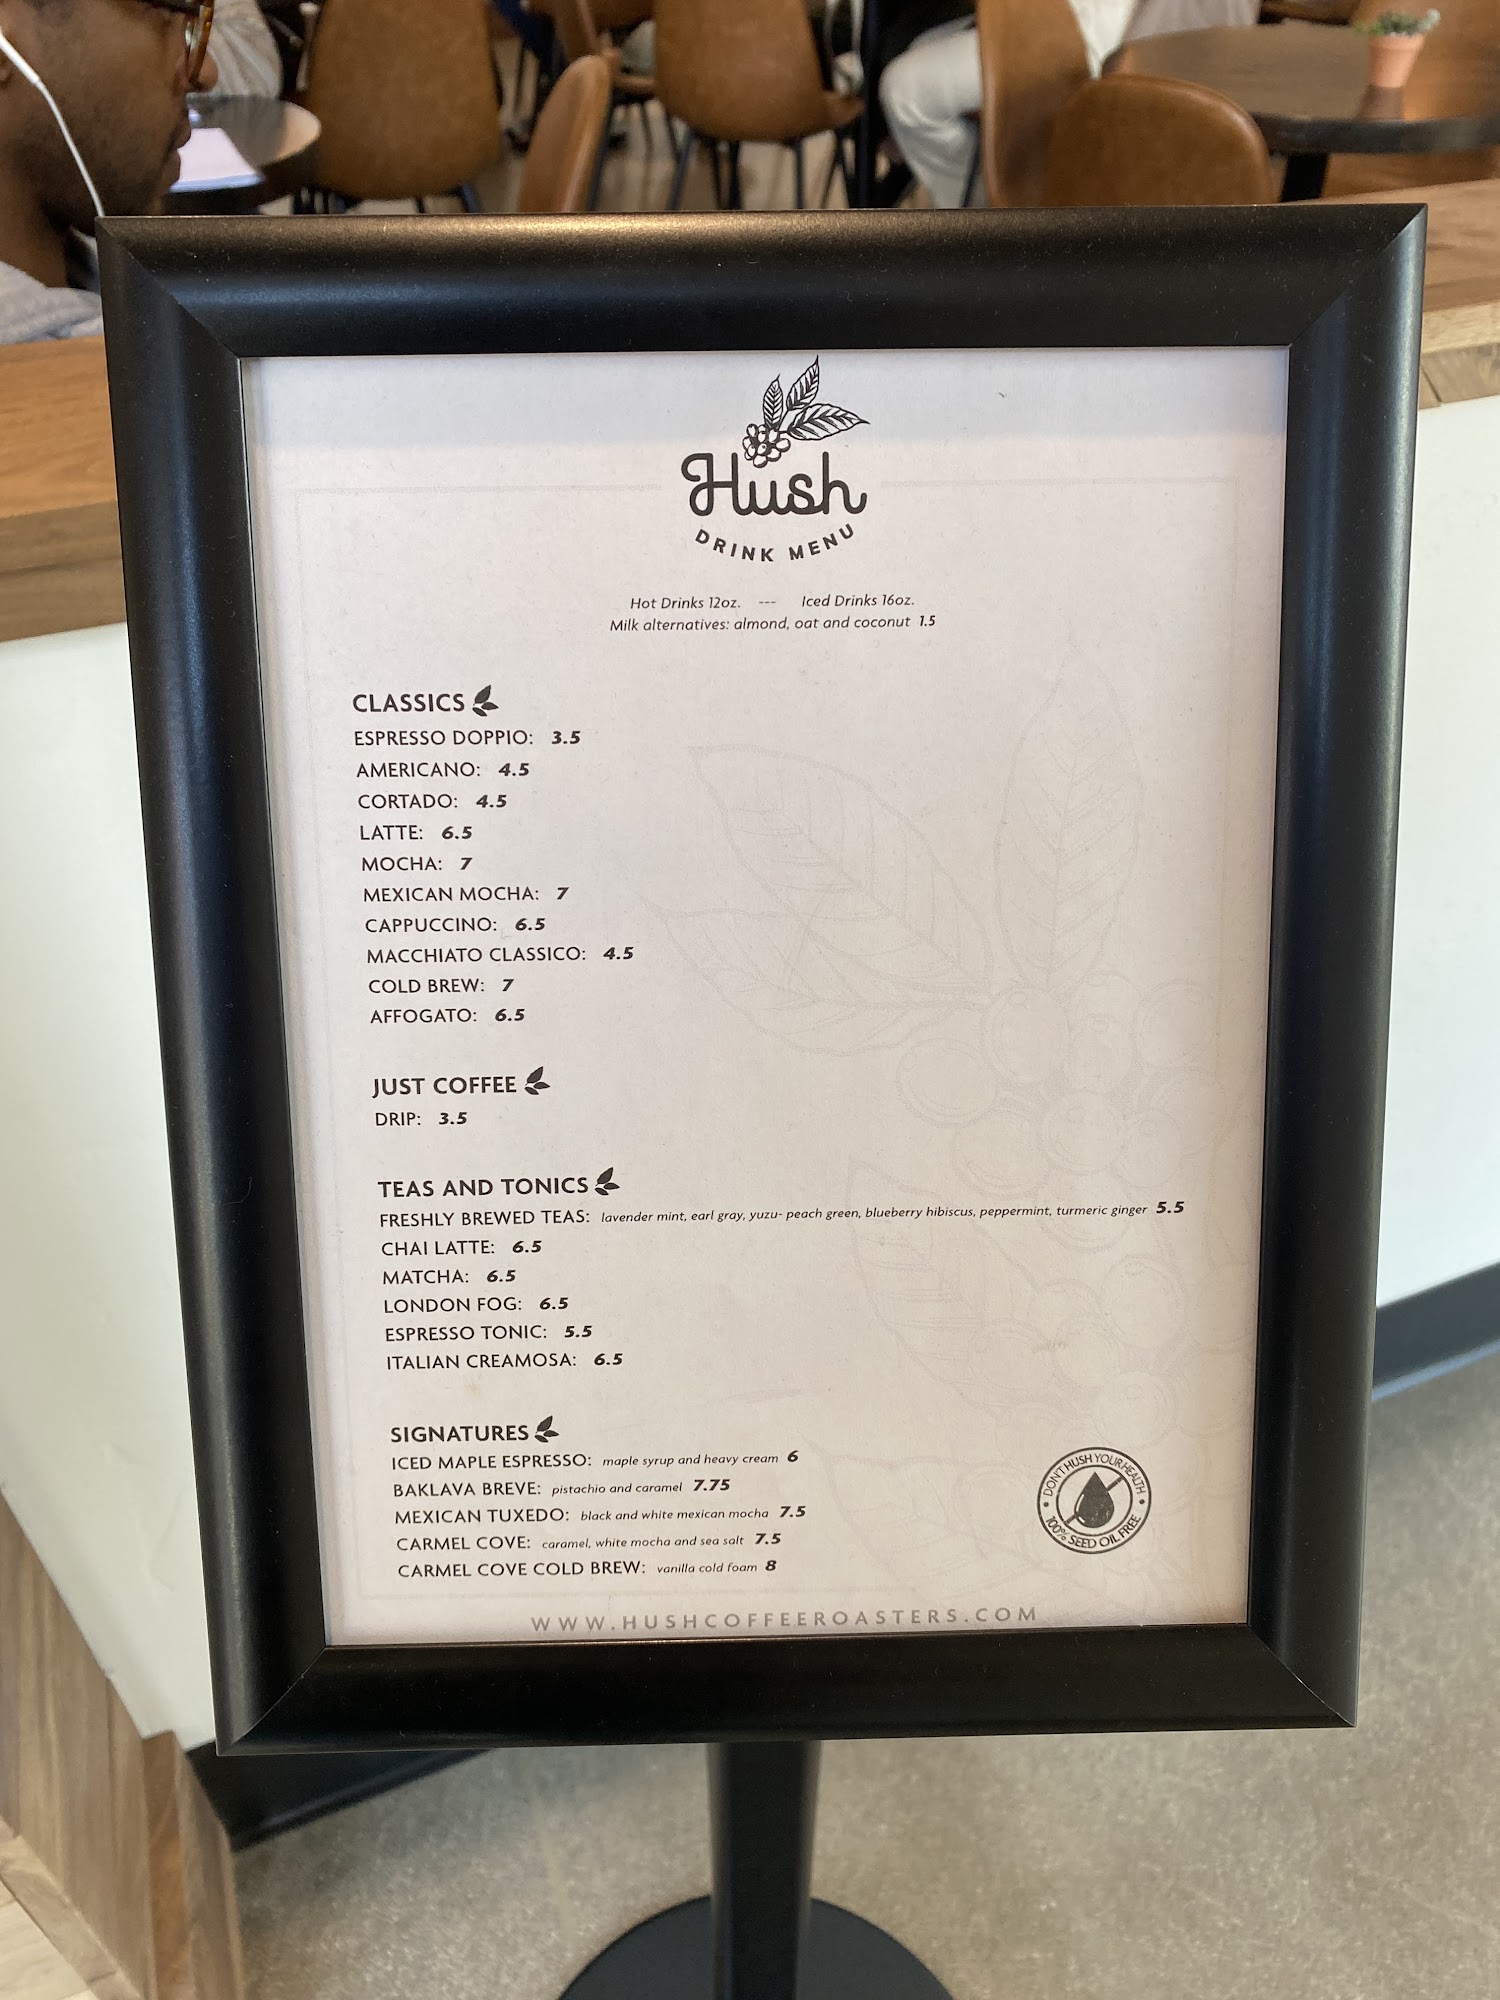 Hush
DRINK MENU
Hot Drinks 12oz. --- Iced Drinks 16oz.
Milk alternatives: almond, oat and coconut 1.5
CLASSICS
ESPRESSO DOPPIO: 3.5
AMERICANO: 4.5
CORTADO: 4.5
LATTE: 6.5
MOCHA: 7
MEXICAN MOCHA: 7
CAPPUCCINO: 6.5
MACCHIATO CLASSICO: 4.5
COLD BREW: 7
AFFOGATO: 6.5
JUST COFFEE
DRIP: 3.5
TEAS AND TONICS
FRESHLY BREWED TEAS: lavender mint, earl gray, yuzu- peach green, blueberry hibiscus, peppermint, turmeric ginger 5.5
CHAI LATTE: 6.5
MATCHA: 6.5
LONDON FOG: 6.5
ESPRESSO TONIC: 5.5
ITALIAN CREAMOSA: 6.5
SIGNATURES
ICED MAPLE ESPRESSO: maple syrup and heavy cream 6
BAKLAVA BREVE: pistachio and caramel 7.75
MEXICAN TUXEDO: black and white mexican mocha 7.5
CARMEL COVE: caramel, white mocha and sea salt 7.5
CARMEL COVE COLD BREW: vanilla cold foam 8
DON'T HUSH YOUR HEALTH
100% SEED OIL FREE
WWW.HUSHCOFFEEROASTERS.COM